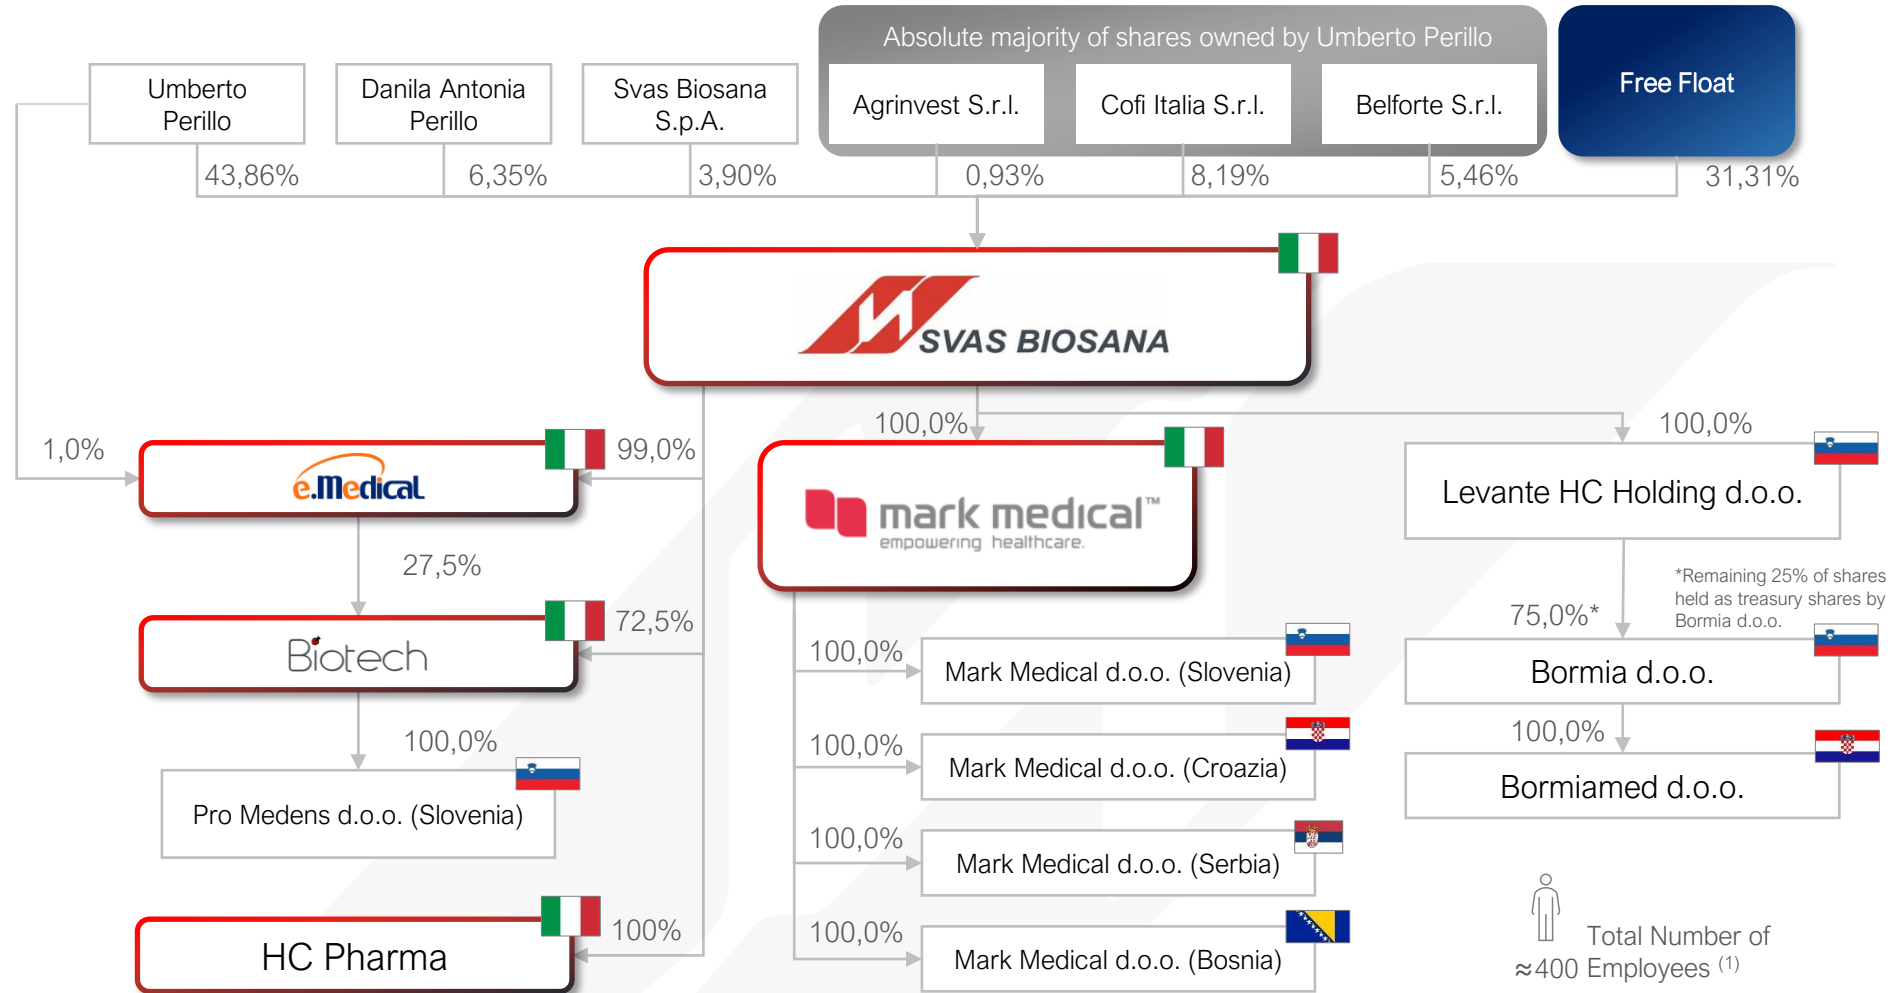 Absolute majority of shares owned by Umberto Perillo
Umberto
Perillo
Danila Antonia
Perillo
Svas Biosana
S.p.A.
Agrinvest S.r.l.
Cofi Italia S.r.l.
Belforte S.r.l.
Free Float
43,86%
6,35%
3,90%
0,93%
8,19%
5,46%
31,31%
SVAS BIOSANA
1,0%
e.Medical
99,0%
100,0%
mark medical™
empowering healthcare.
100,0%
Levante HC Holding d.o.o.
27,5%
*Remaining 25% of shares
held as treasury shares by
Bormia d.o.o.
75,0%*
Biotech
72,5%
100,0%
Mark Medical d.o.o. (Slovenia)
Bormia d.o.o.
100,0%
Pro Medens d.o.o. (Slovenia)
100,0%
Mark Medical d.o.o. (Croazia)
100,0%
Bormiamed d.o.o.
100,0%
Mark Medical d.o.o. (Serbia)
HC Pharma
100%
100,0%
Mark Medical d.o.o. (Bosnia)
Total Number of
≈400 Employees (1)